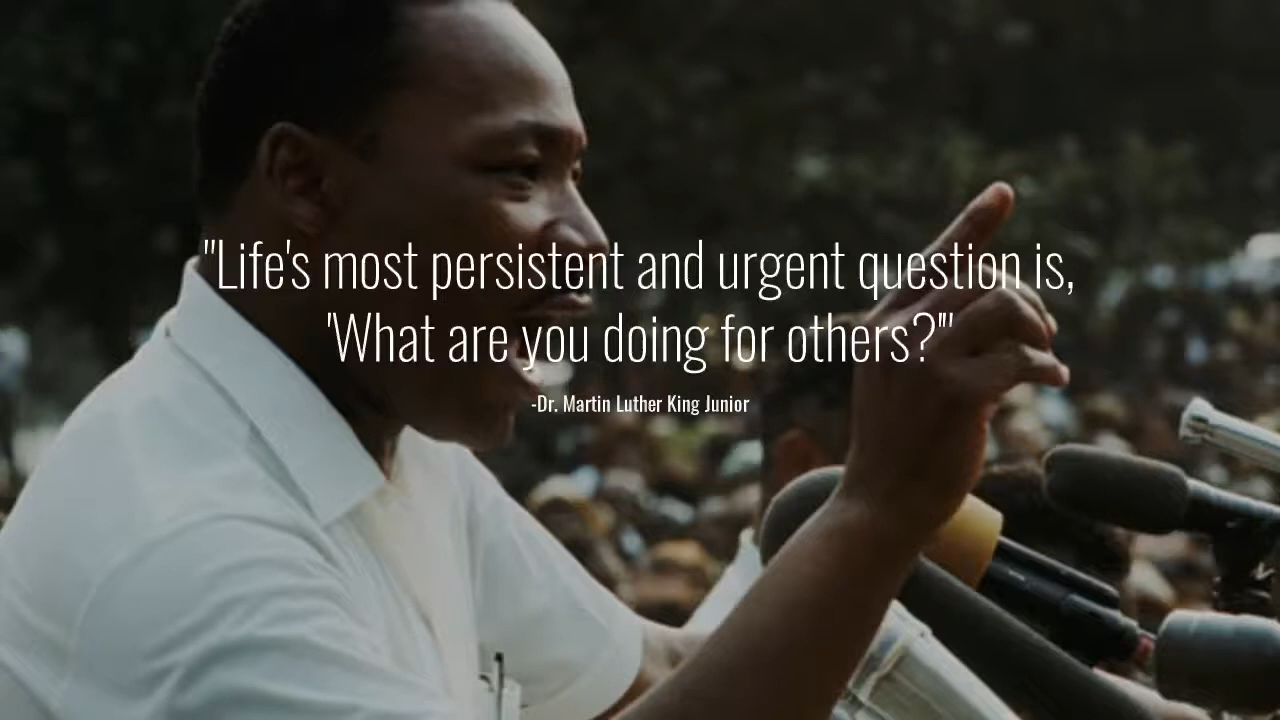 "Life's most persistent and urgent question is,
'What are you doing for others?'"
-Dr. Martin Luther King Junior